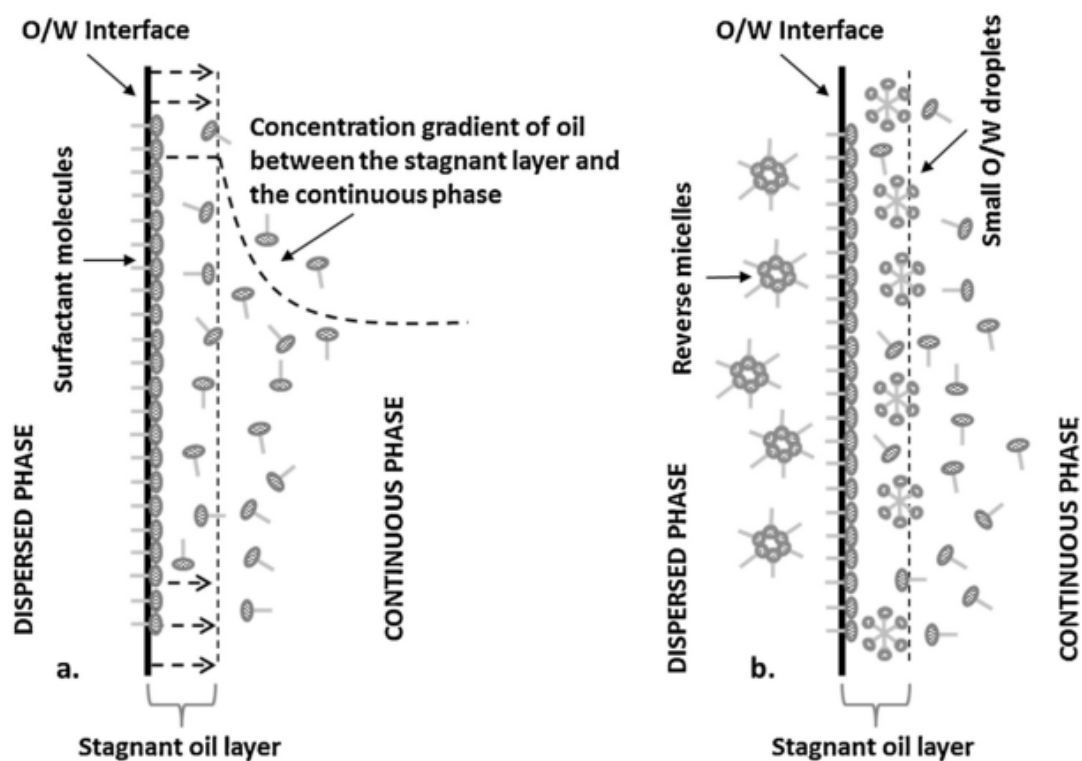 O/W Interface
Concentration gradient of oil
between the stagnant layer and
the continuous phase
Surfactant molecules
DISPERSED PHASE
CONTINUOUS PHASE
a.
Stagnant oil layer
O/W Interface
Small O/W droplets
Reverse micelles
DISPERSED PHASE
CONTINUOUS PHASE
b.
Stagnant oil layer